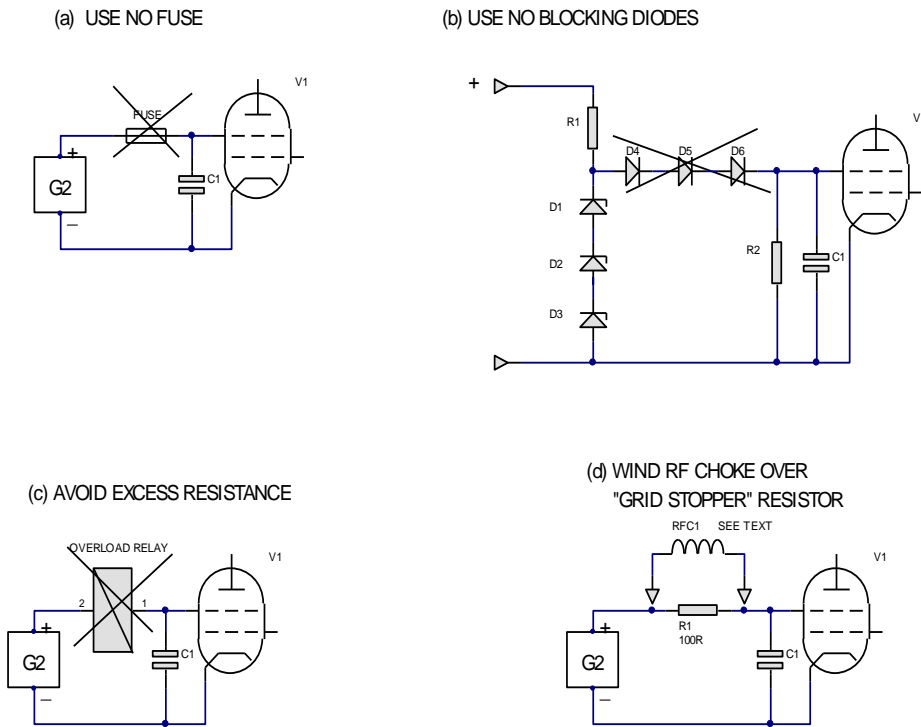 (a) USE NO FUSE
V1
FUSE
+
C1
G2
–
(b) USE NO BLOCKING DIODES
+
V
R1
D4 D5 D6
D1
D2
R2
C1
D3
(c) AVOID EXCESS RESISTANCE
OVERLOAD RELAY
V1
2 1
+
C1
G2
–
(d) WIND RF CHOKE OVER
"GRID STOPPER" RESISTOR
RFC1 SEE TEXT
V1
+
R1
100R
C1
G2
–